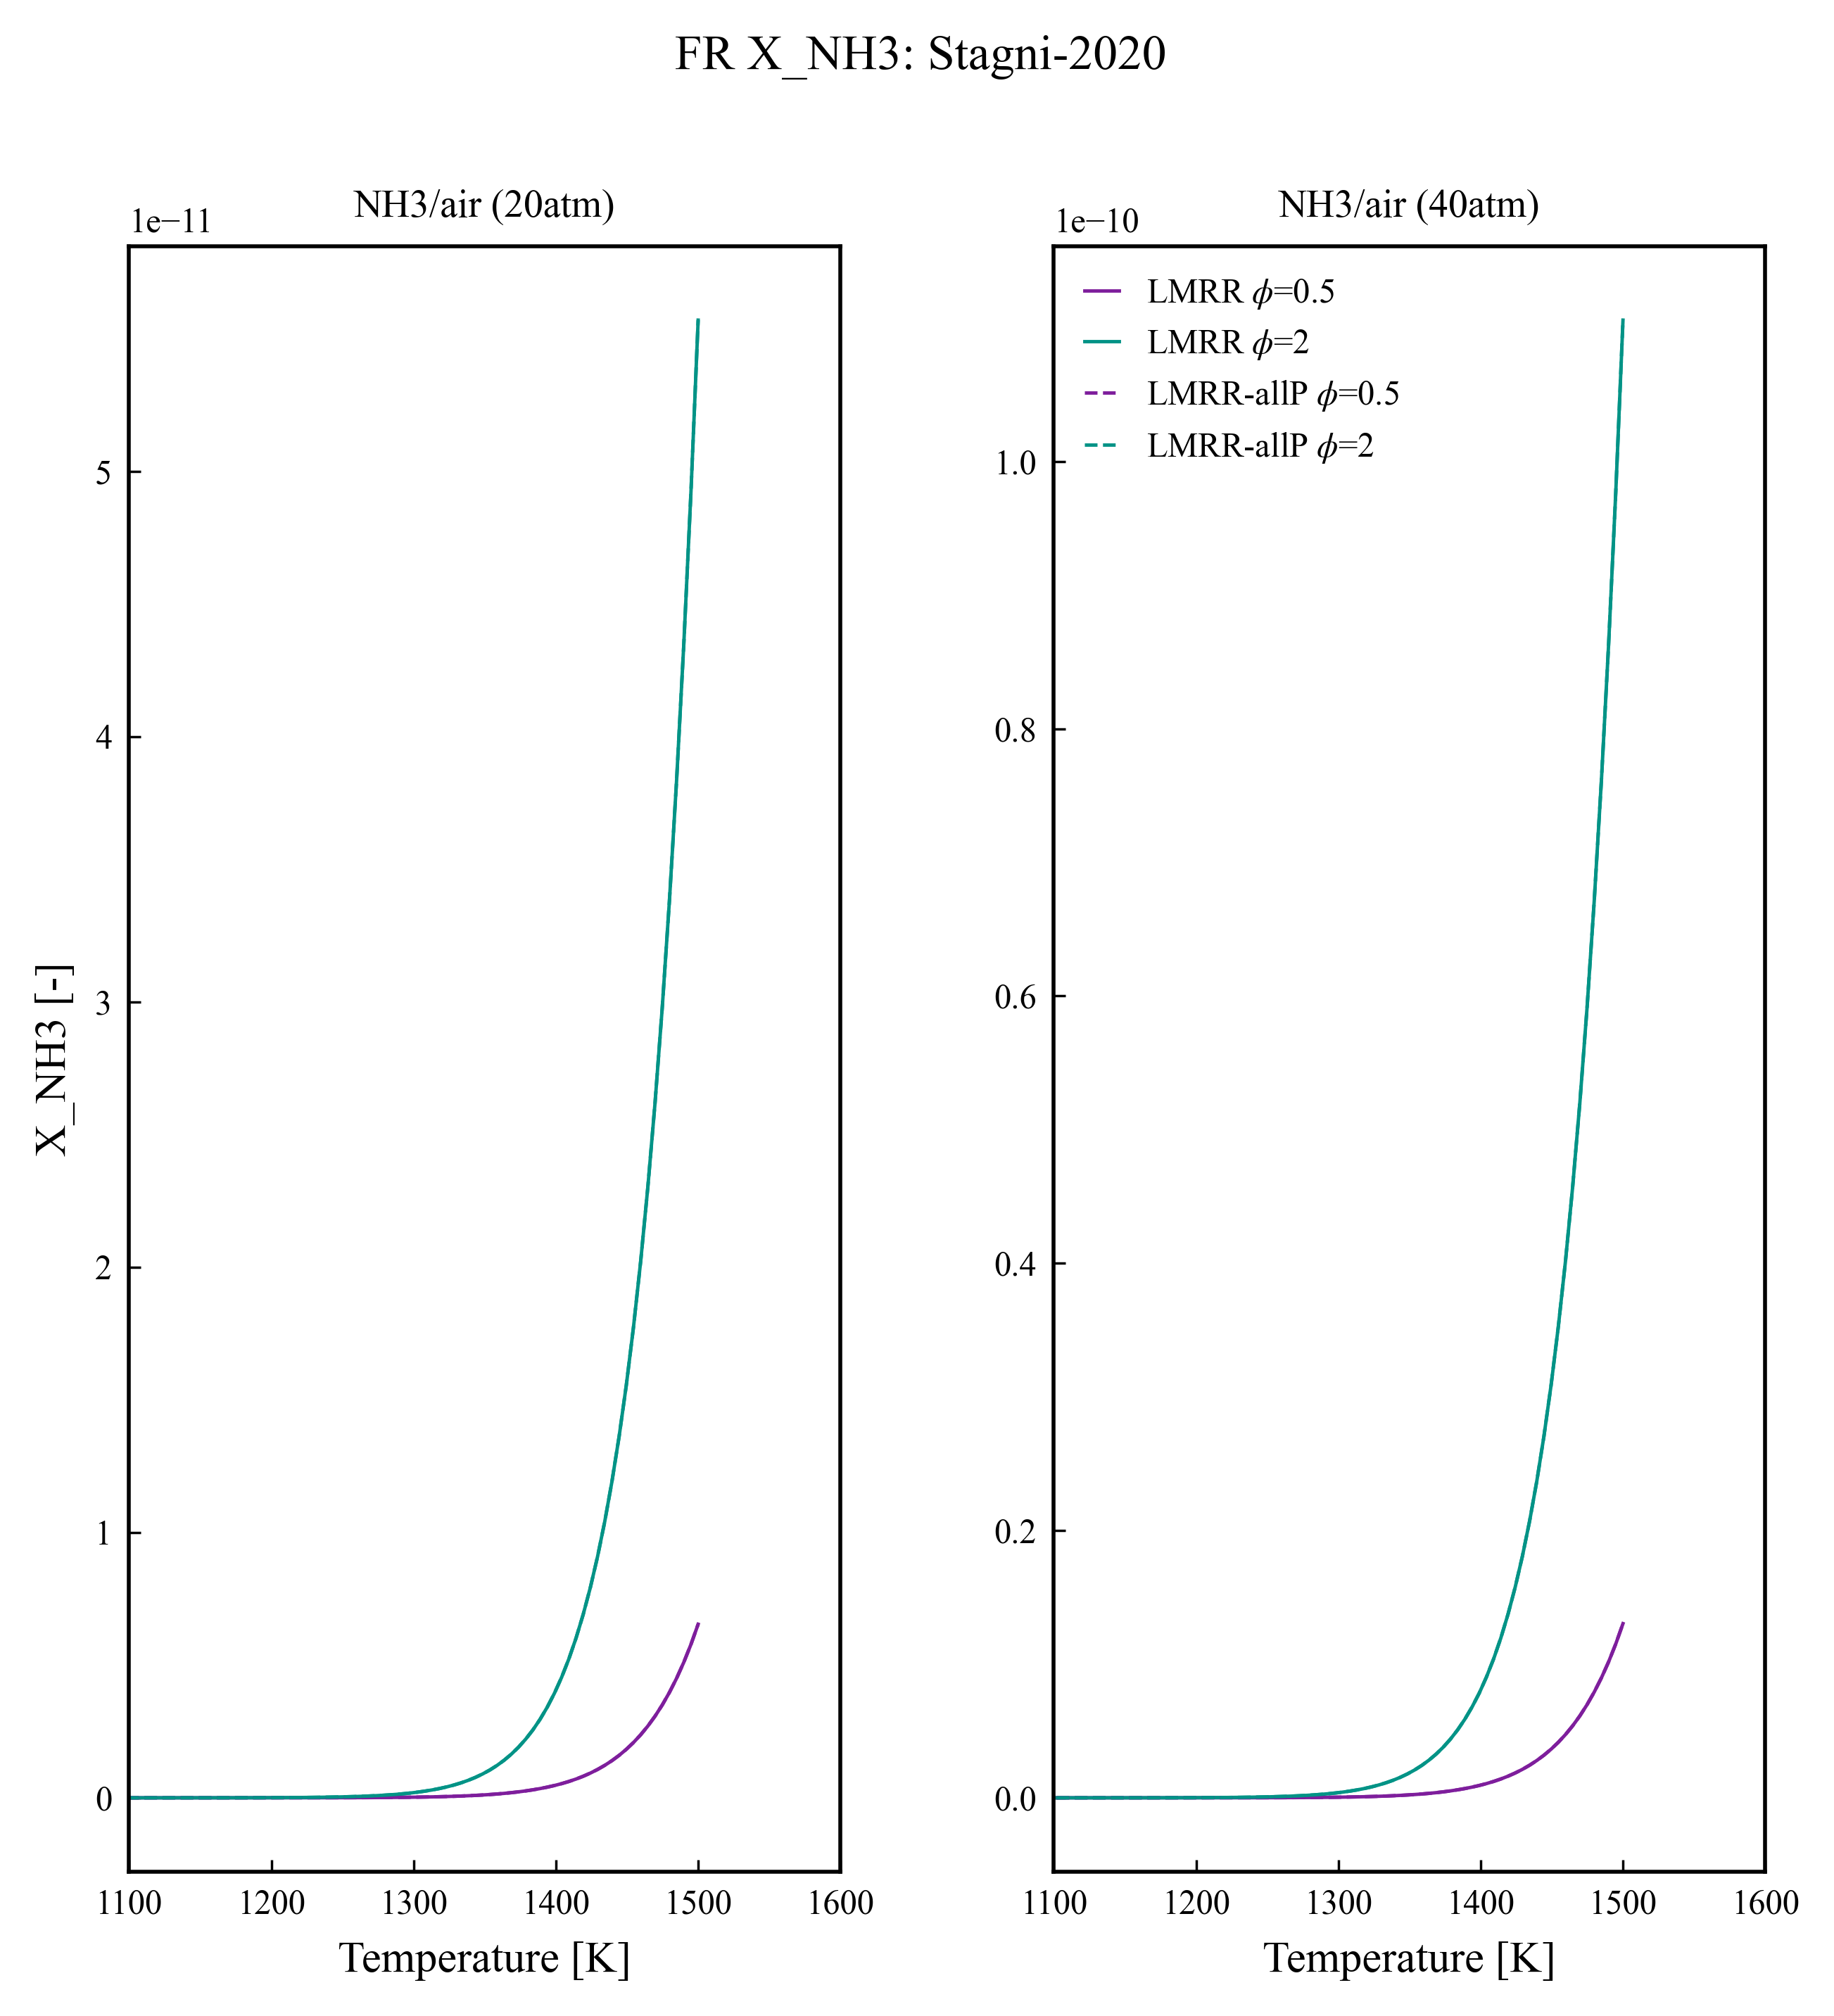 FR X_NH3: Stagni-2020
NH3/air (20atm)
1e−11
5
4
3
2
1
0
X_NH3 [-]
1100 1200 1300 1400 1500 1600
Temperature [K]
NH3/air (40atm)
1e−10
LMRR ϕ=0.5
LMRR ϕ=2
LMRR-allP ϕ=0.5
LMRR-allP ϕ=2
1.0
0.8
0.6
0.4
0.2
0.0
1100 1200 1300 1400 1500 1600
Temperature [K]